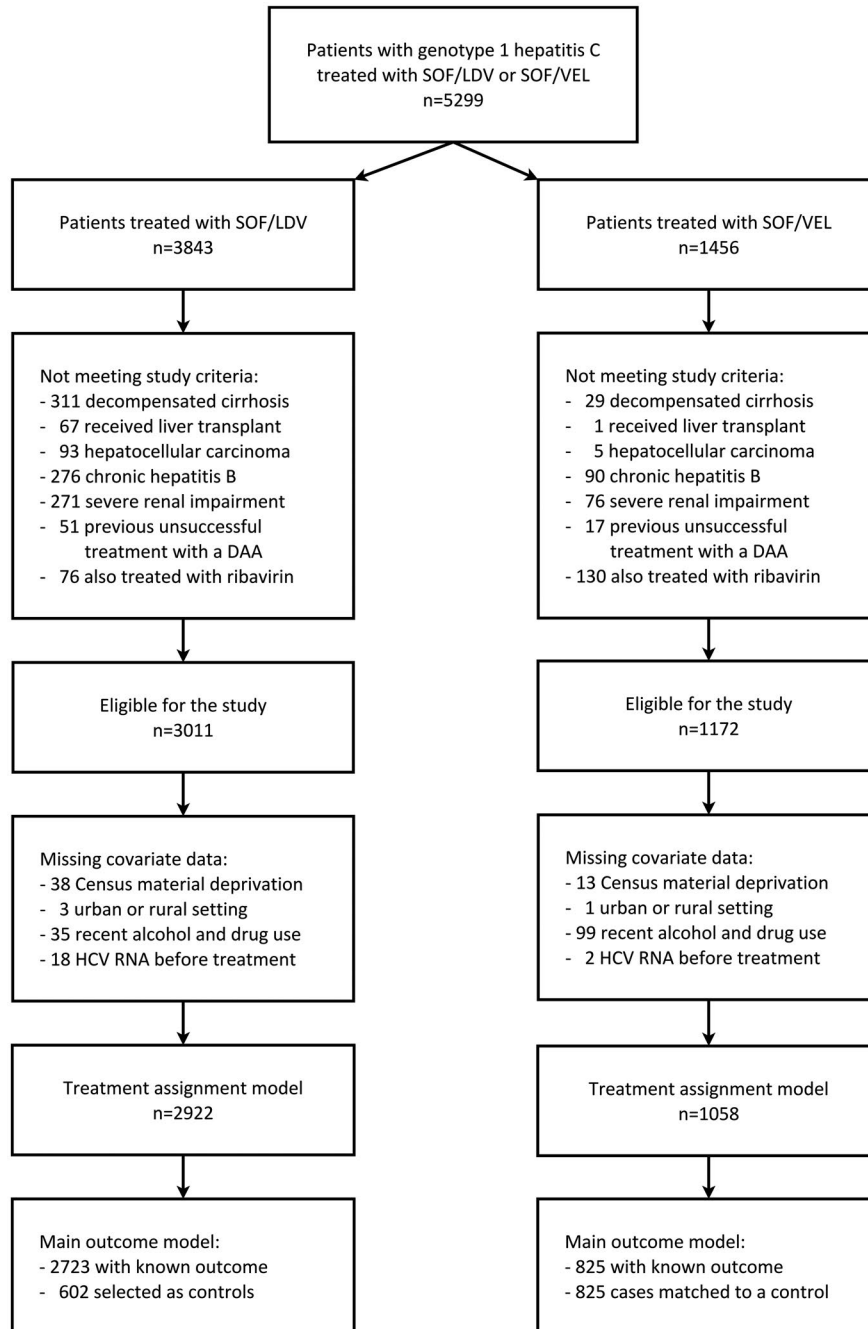 Patients with genotype 1 hepatitis C
treated with SOF/LDV or SOF/VEL
n=5299
Patients treated with SOF/LDV
n=3843
Not meeting study criteria:
- 311 decompensated cirrhosis
- 67 received liver transplant
- 93 hepatocellular carcinoma
- 276 chronic hepatitis B
- 271 severe renal impairment
- 51 previous unsuccessful
treatment with a DAA
- 76 also treated with ribavirin
Eligible for the study
n=3011
Missing covariate data:
- 38 Census material deprivation
- 3 urban or rural setting
- 35 recent alcohol and drug use
- 18 HCV RNA before treatment
Treatment assignment model
n=2922
Main outcome model:
- 2723 with known outcome
- 602 selected as controls
Patients treated with SOF/VEL
n=1456
Not meeting study criteria:
- 29 decompensated cirrhosis
- 1 received liver transplant
- 5 hepatocellular carcinoma
- 90 chronic hepatitis B
- 76 severe renal impairment
- 17 previous unsuccessful
treatment with a DAA
- 130 also treated with ribavirin
Eligible for the study
n=1172
Missing covariate data:
- 13 Census material deprivation
- 1 urban or rural setting
- 99 recent alcohol and drug use
- 2 HCV RNA before treatment
Treatment assignment model
n=1058
Main outcome model:
- 825 with known outcome
- 825 cases matched to a control